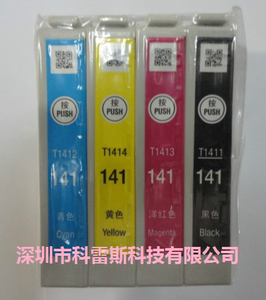 按
PUSH
T1412
141
青色
Cyan
按
PUSH
T1414
141
黄色
Yellow
按
PUSH
T1413
141
洋红色
Magenta
按
PUSH
T1411
141
黑色
Black
深圳市科雷斯科技有限公司